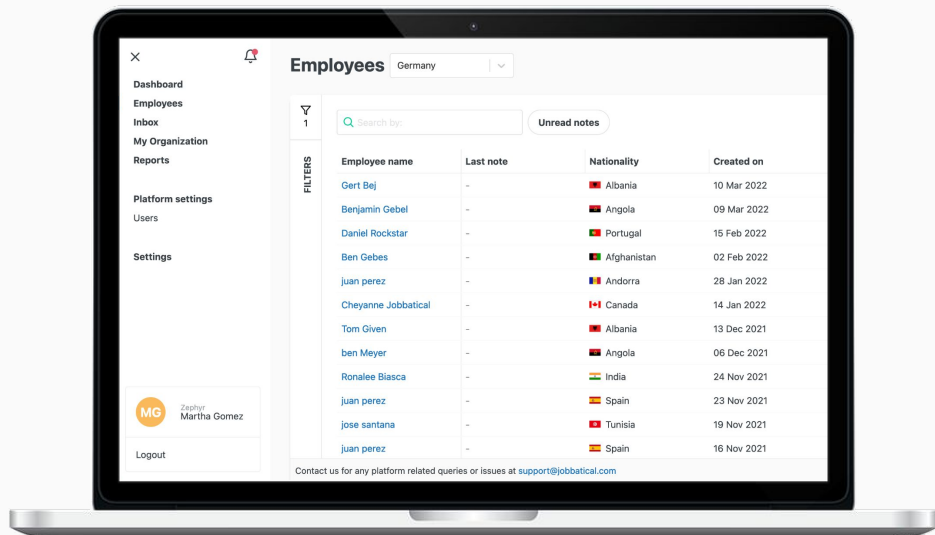 Dashboard
Employees
Inbox
My Organization
Reports
Platform settings
Users
Settings
MG
Zephyr
Martha Gomez
Logout
Employees Germany
1
FILTERS
Search by: Unread notes
Employee name Last note Nationality Created on
Gert Bej - Albania 10 Mar 2022
Benjamin Gebel - Angola 09 Mar 2022
Daniel Rockstar - Portugal 15 Feb 2022
Ben Gebes - Afghanistan 02 Feb 2022
juan perez - Andorra 28 Jan 2022
Cheyanne Jobbatical - Canada 14 Jan 2022
Tom Given - Albania 13 Dec 2021
ben Meyer - Angola 06 Dec 2021
Ronalee Biasca - India 24 Nov 2021
juan perez - Spain 23 Nov 2021
jose santana - Tunisia 19 Nov 2021
juan perez - Spain 16 Nov 2021
Contact us for any platform related queries or issues at support@jobbatical.com